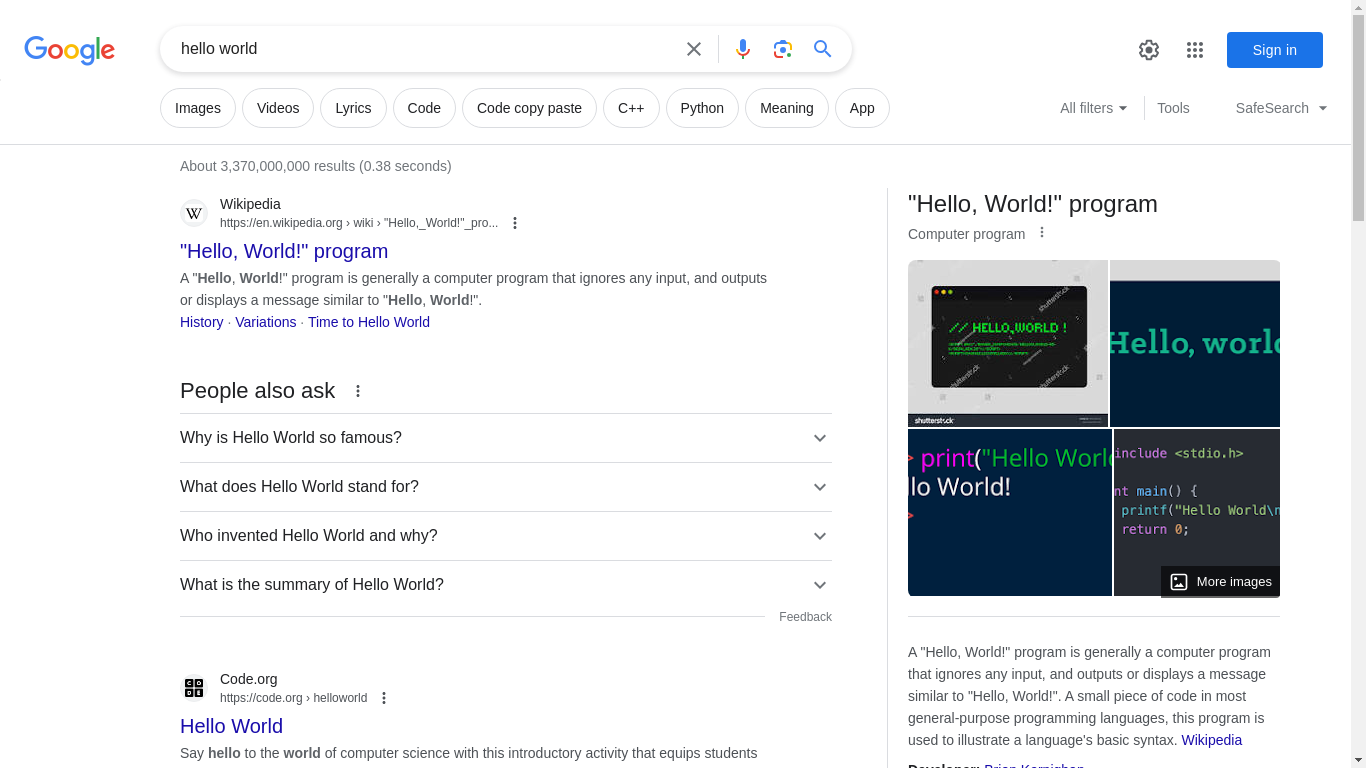 Google
hello world
Sign in
Images
Videos
Lyrics
Code
Code copy paste
C++
Python
Meaning
App
All filters
Tools
SafeSearch
About 3,370,000,000 results (0.38 seconds)
Wikipedia
https://en.wikipedia.org › wiki › "Hello,_World!"_pro...
"Hello, World!" program
A "Hello, World!" program is generally a computer program that ignores any input, and outputs
or displays a message similar to "Hello, World!".
History · Variations · Time to Hello World
People also ask
Why is Hello World so famous?
What does Hello World stand for?
Who invented Hello World and why?
What is the summary of Hello World?
Feedback
CODE
Code.org
https://code.org › helloworld
Hello World
Say hello to the world of computer science with this introductory activity that equips students
"Hello, World!" program
Computer program
/// HELLO,WORLD !
shutterstock
shutterstock
shutterstock
shutterstock
Hello, worl
> print("Hello Worl
llo World!
>
include <stdio.h>
nt main() {
printf("Hello World\n
return 0;
More images
A "Hello, World!" program is generally a computer program
that ignores any input, and outputs or displays a message
similar to "Hello, World!". A small piece of code in most
general-purpose programming languages, this program is
used to illustrate a language's basic syntax. Wikipedia
Developer: Brian Kernighan